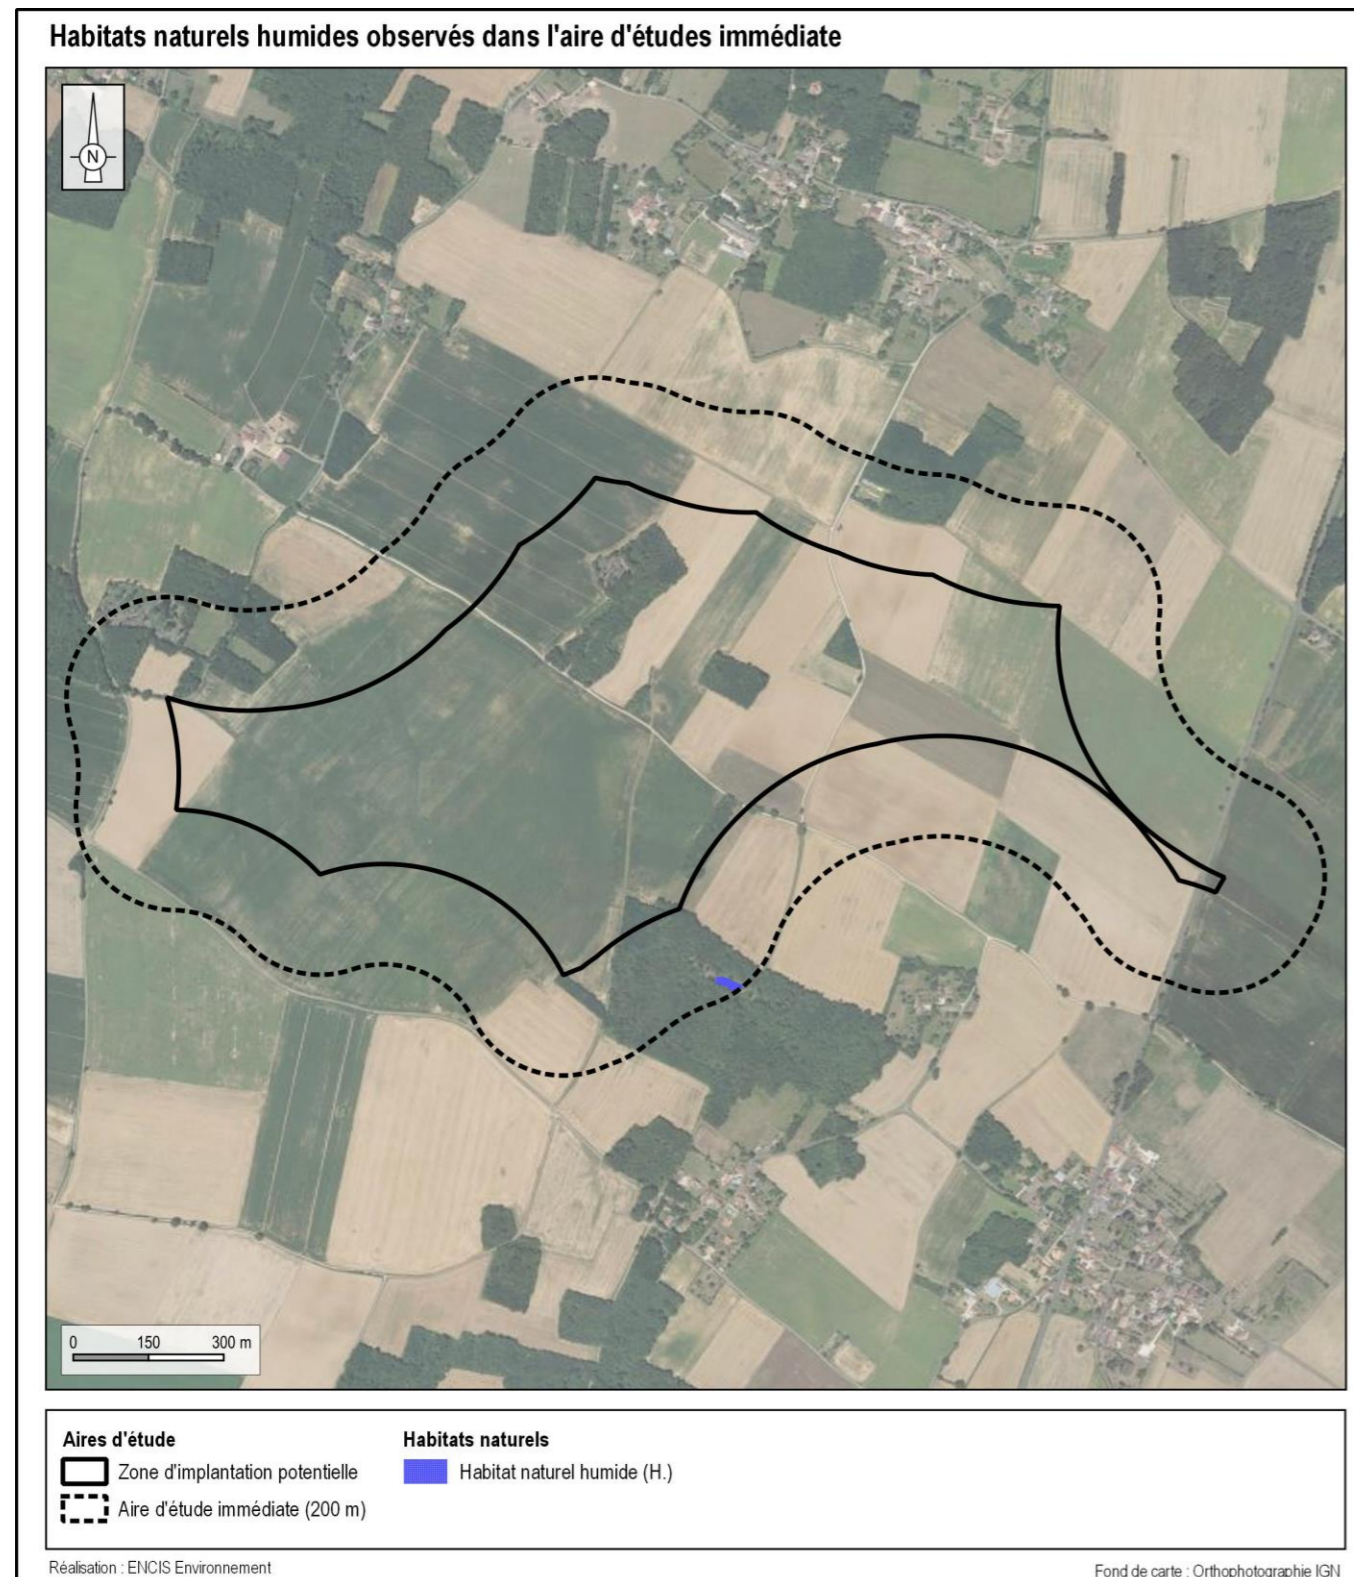 Habitats naturels humides observés dans l'aire d'études immédiate
N
0 150 300 m
Aires d'étude
Zone d'implantation potentielle
Aire d'étude immédiate (200 m)
Habitats naturels
Habitat naturel humide (H.)
Réalisation : ENCIS Environnement
Fond de carte : Orthophotographie IGN